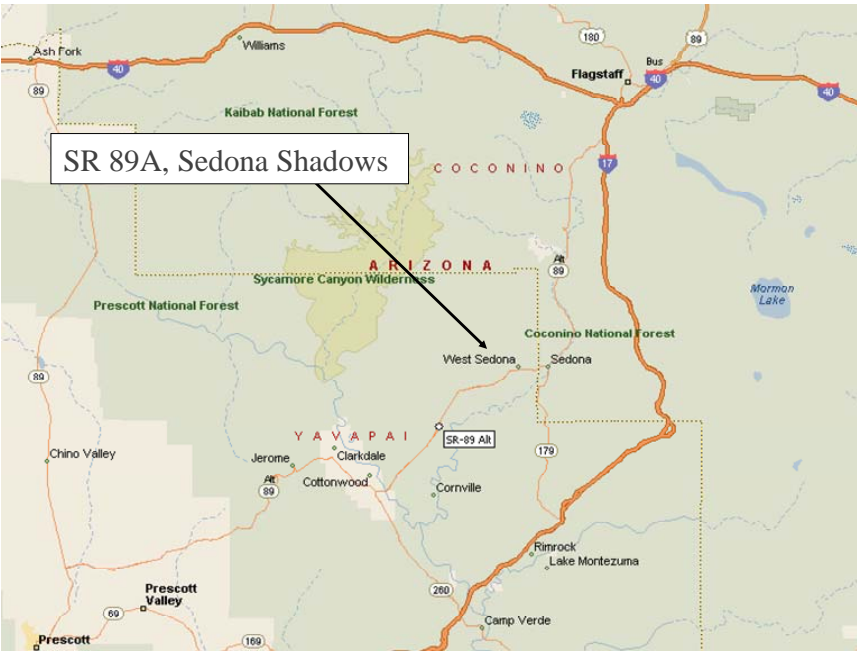 180
89
Ash Fork
Williams
Bus
Flagstaff
40
40
40
89
Kaibab National Forest
SR 89A, Sedona Shadows
COCONINO
17
ARIZONA
Alt
89
Sycamore Canyon Wilderness
Mormon
Lake
Prescott National Forest
Coconino National Forest
West Sedona
Sedona
89
YAVAPAI
SR-89 Alt
Chino Valley
Jerome
Clarkdale
179
Alt
89
Cottonwood
Cornville
Rimrock
Lake Montezuma
Prescott
Valley
260
69
Camp Verde
Prescott
169